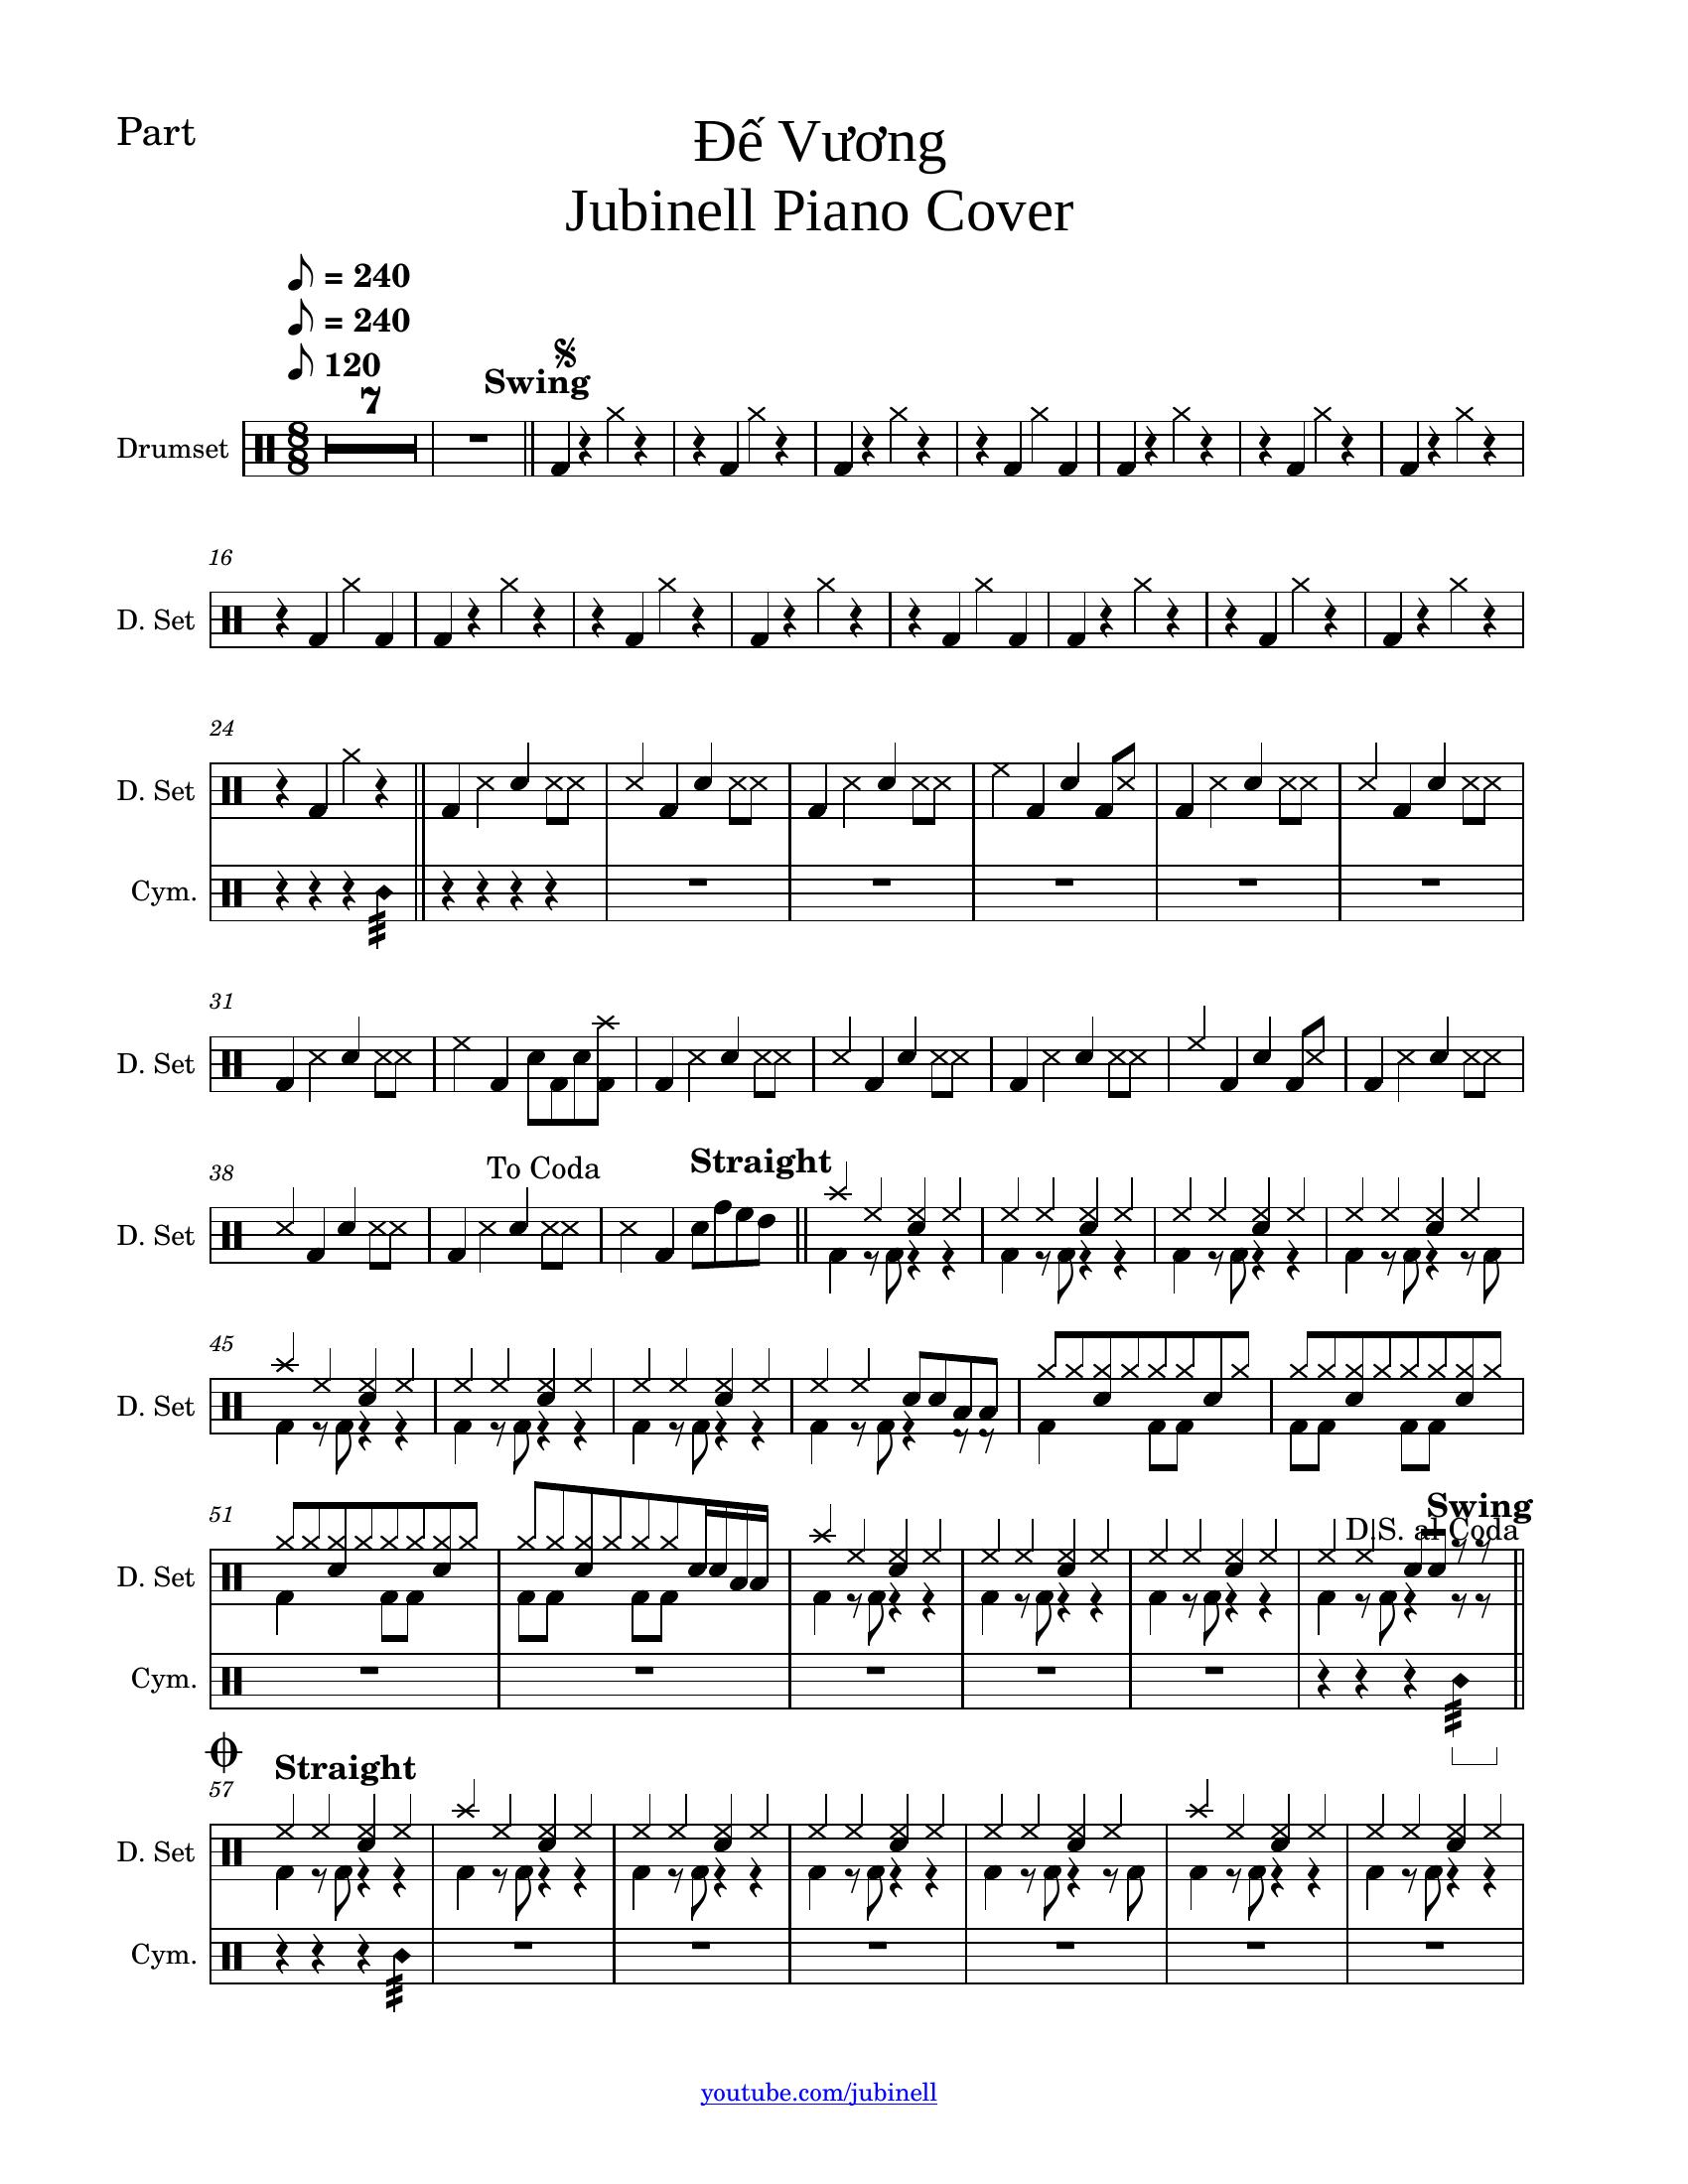 Part
Đế Vương
Jubinell Piano Cover
= 240
= 240
120
7
Swing
Drumset
8
8
16
D. Set
24
D. Set
Cym.
31
D. Set
38
To Coda
Straight
D. Set
45
D. Set
51
Swing
D.S. al Coda
D. Set
Cym.
Straight
57
D. Set
Cym.
youtube.com/jubinell